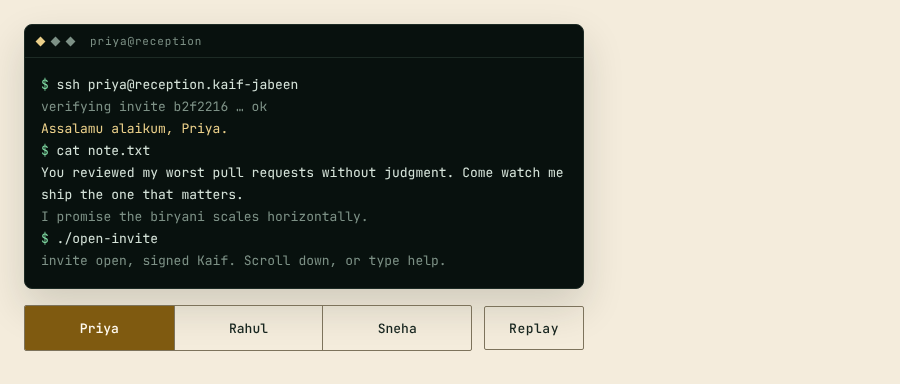 priya@reception
$ ssh priya@reception.kaif-jabeen
verifying invite b2f2216 … ok
Assalamu alaikum, Priya.
$ cat note.txt
You reviewed my worst pull requests without judgment. Come watch me
ship the one that matters.
I promise the biryani scales horizontally.
$ ./open-invite
invite open, signed Kaif. Scroll down, or type help.
Priya
Rahul
Sneha
Replay